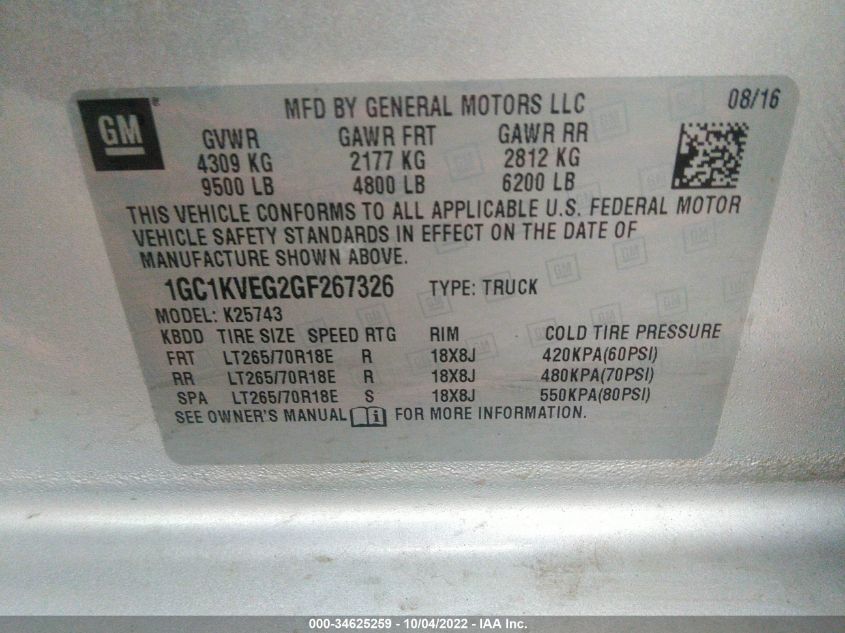 GM ® MFD BY GENERAL MOTORS LLC 08/16
GVWR GAWR FRT GAWR RR
4309 KG 2177 KG 2812 KG
9500 LB 4800 LB 6200 LB
THIS VEHICLE CONFORMS TO ALL APPLICABLE U.S. FEDERAL MOTOR
VEHICLE SAFETY STANDARDS IN EFFECT ON THE DATE OF
MANUFACTURE SHOWN ABOVE.
1GC1KVEG2GF267326 TYPE: TRUCK
MODEL: K25743
KBDD TIRE SIZE SPEED RTG RIM COLD TIRE PRESSURE
FRT LT265/70R18E R 18X8J 420KPA(60PSI)
RR LT265/70R18E R 18X8J 480KPA(70PSI)
SPA LT265/70R18E S 18X8J 550KPA(80PSI)
SEE OWNER'S MANUAL i FOR MORE INFORMATION.
000-34625259 - 10/04/2022 - IAA Inc.